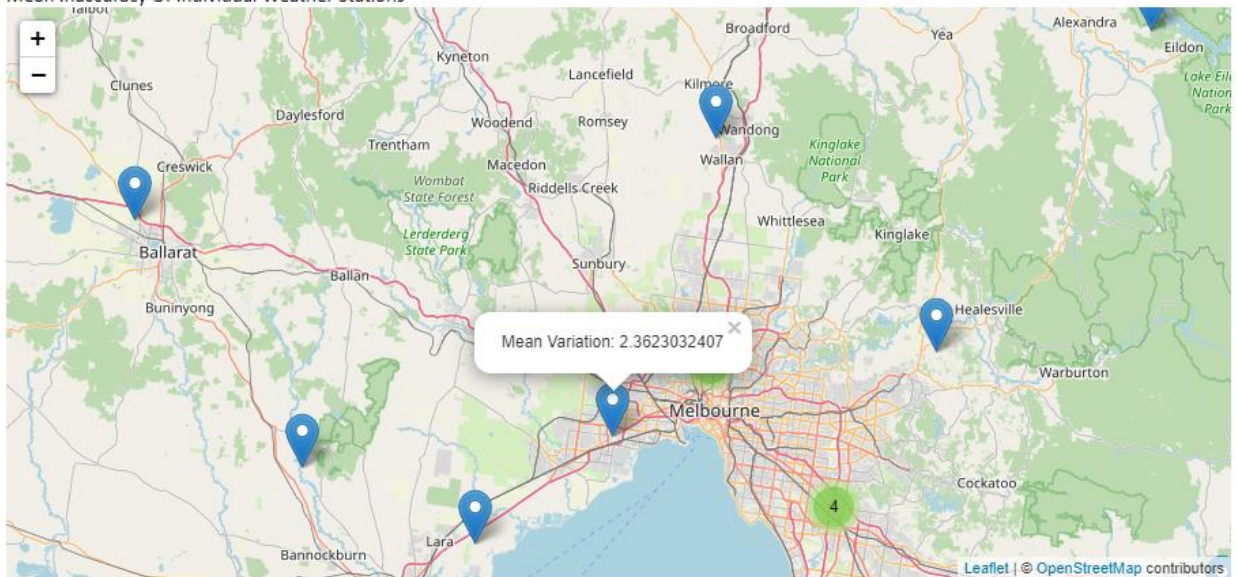 Mean Inaccuracy Of Individual Weather Stations
Talbot
+
−
Broadford
Yea
Alexandra
Eildon
Kyneton
Lancefield
Kilmore
Lake Eil
Nation
Park
Clunes
Daylesford
Woodend
Romsey
Wandong
Trentham
Kinglake
National
Park
Wallan
Creswick
Macedon
Wombat
State Forest
Riddells Creek
Whittlesea
Kinglake
Lerderderg
State Park
Ballarat
Sunbury
Ballan
Buninyong
Healesville
Mean Variation: 2.3623032407
×
Warburton
Melbourne
Cockatoo
4
Lara
Bannockburn
Leaflet | © OpenStreetMap contributors